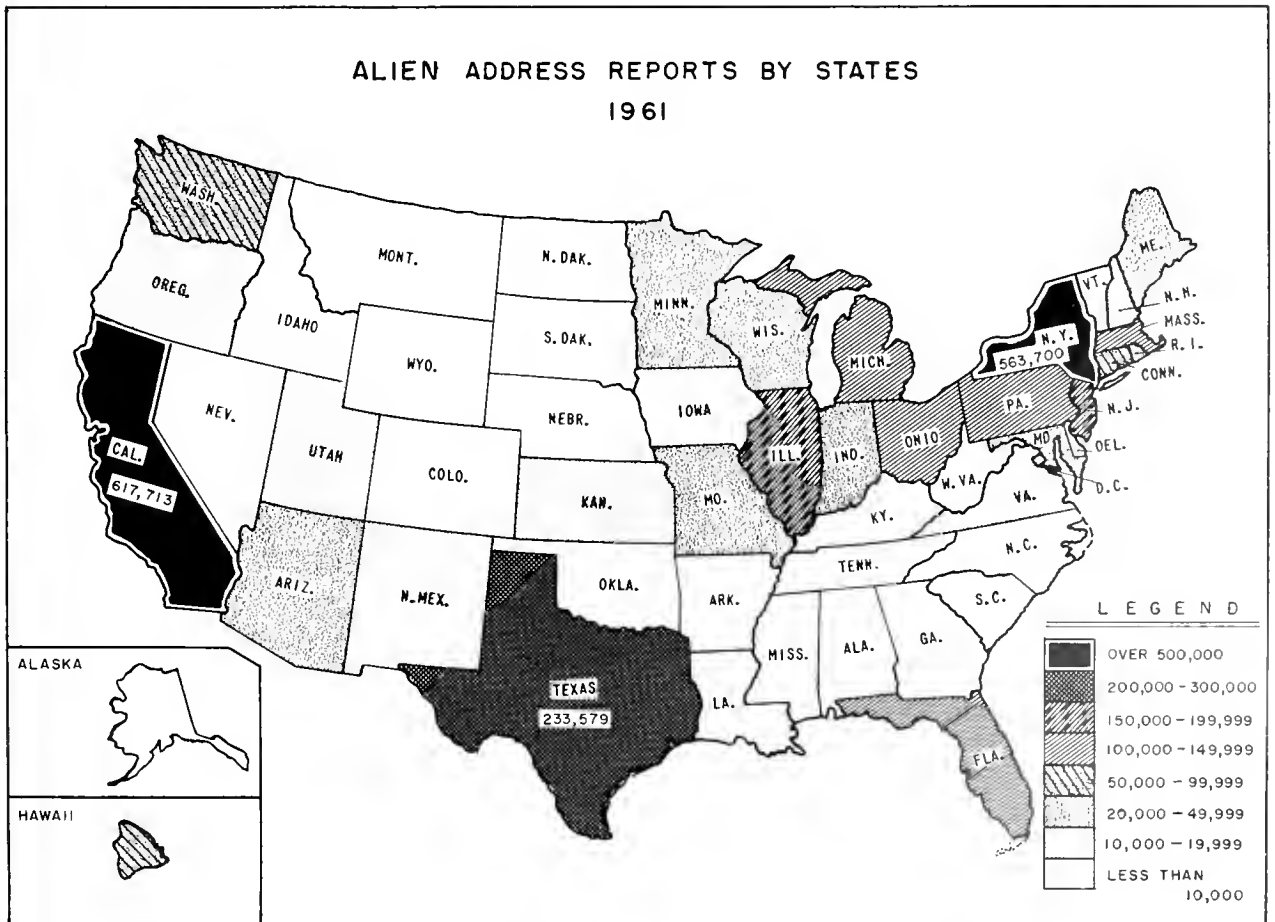 ALIEN ADDRESS REPORTS BY STATES
1961
WASH.
MONT.
N. DAK.
MINN.
ME.
OREG.
IDAHO
WYO.
S. DAK.
WIS.
MICH.
VT.
N. H.
MASS.
N.Y.
563,700
R. I.
CONN.
NEV.
UTAH
COLO.
NEBR.
IOWA
ILL.
IND.
OHIO
PA.
N.J.
MD.
OEL.
D.C.
CAL.
617,713
KAN.
MO.
W.VA.
VA.
KY.
ARIZ.
N.MEX.
OKLA.
ARK.
TENN.
N.C.
S.C.
MISS.
ALA.
GA.
TEXAS
233,579
LA.
FLA.
ALASKA
HAWAII
LEGEND
OVER 500,000
200,000 - 300,000
150,000 - 199,999
100,000 - 149,999
50,000 - 99,999
20,000 - 49,999
10,000 - 19,999
LESS THAN
10,000